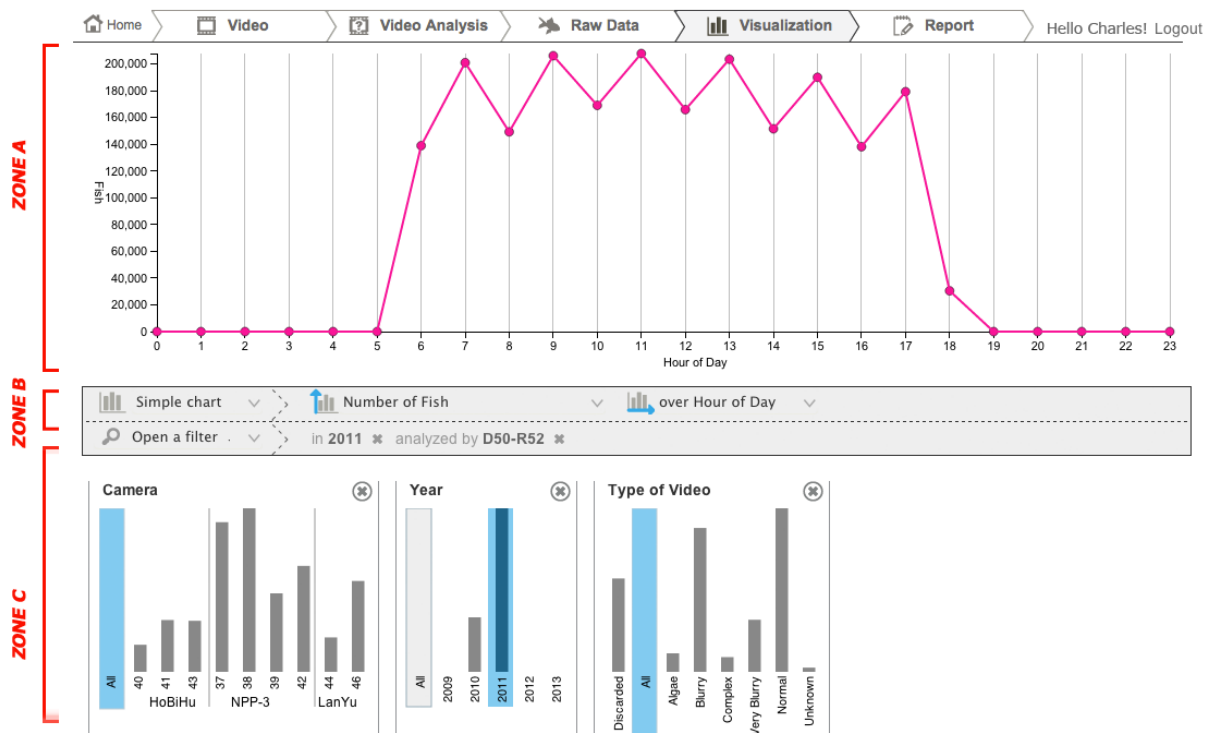 Home Video Video Analysis Raw Data Visualization Report Hello Charles! Logout
ZONE A
200,000
180,000
160,000
140,000
120,000
100,000
80,000
60,000
40,000
20,000
0
Fish
0 1 2 3 4 5 6 7 8 9 10 11 12 13 14 15 16 17 18 19 20 21 22 23
Hour of Day
ZONE B
Simple chart Number of Fish over Hour of Day
Open a filter . in 2011 analyzed by D50-R52
ZONE C
Camera
All 40 41 43 37 38 39 42 44 46
HoBiHu NPP-3 LanYu
Year
All 2009 2010 2011 2012 2013
Type of Video
Discarded All Algae Blurry Complex Very Blurry Normal Unknown